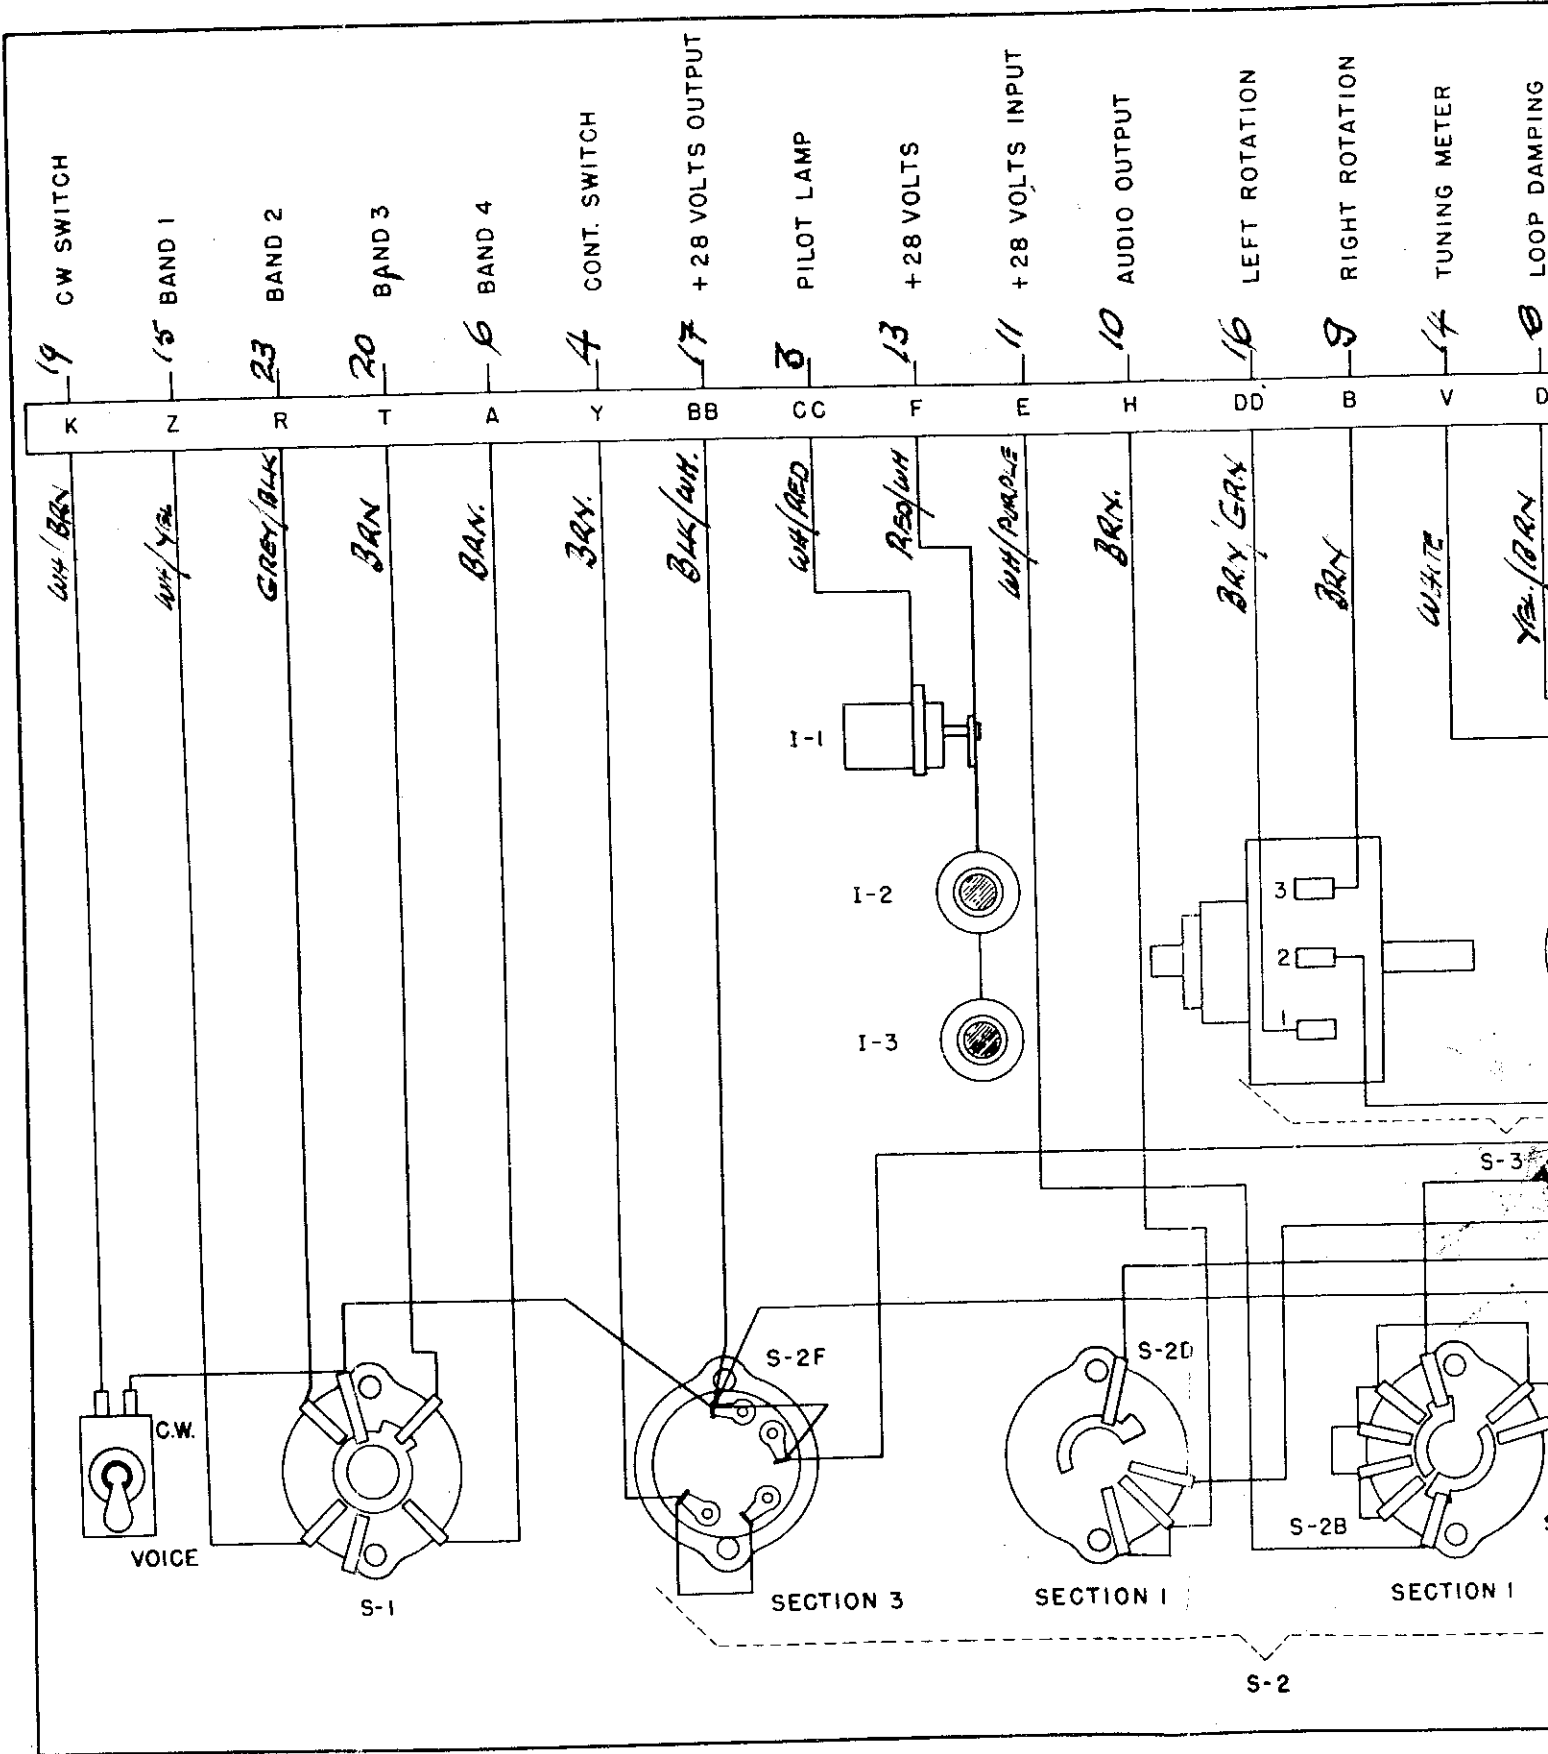 CW SWITCH
BAND 1
BAND 2
BAND 3
BAND 4
CONT. SWITCH
+28 VOLTS OUTPUT
PILOT LAMP
+28 VOLTS
+28 VOLTS INPUT
AUDIO OUTPUT
LEFT ROTATION
RIGHT ROTATION
TUNING METER
LOOP DAMPING
19 15 23 20 6 4 17 3 13 11 10 16 9 14 8
K Z R T A Y BB CC F E H DD B V D
WH/BRN
WH/YEL
GREY/BLK
BRN
BRN.
BRN.
BLK/WH.
WH/RED
RED/WH
WH/PURPLE
BRN.
BRN/GRN
BRN
WHITE
YEL./BRN
I-1
I-2
3
2
I-3
1
S-3
S-2F
S-2D
C.W.
S-2B
VOICE
S-1
SECTION 3
SECTION 1
SECTION 1
S-2